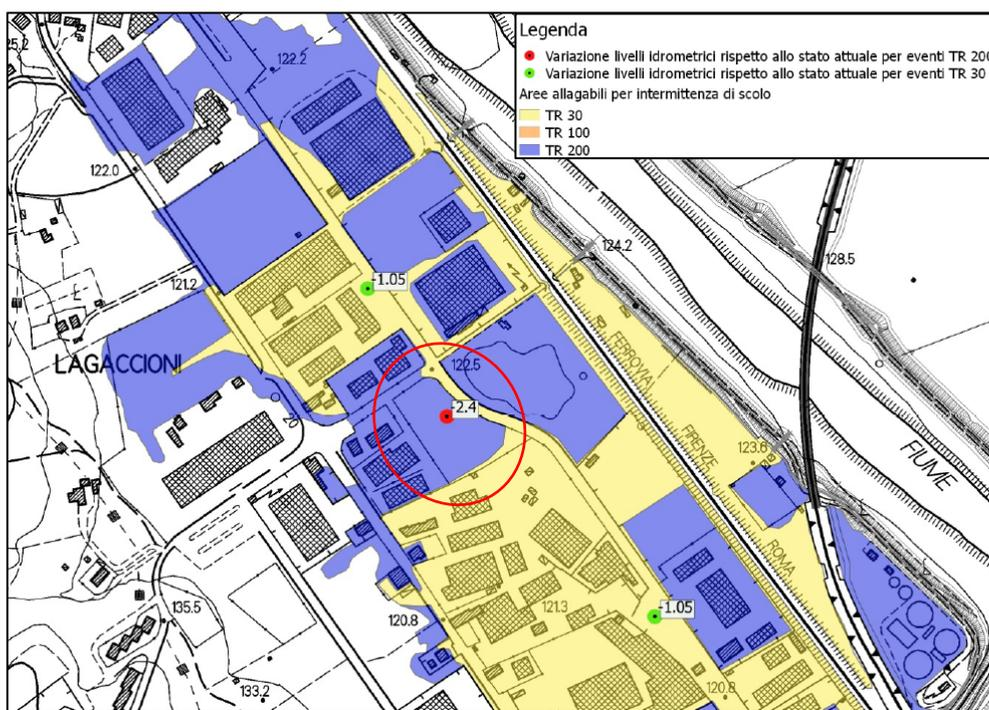 Legenda
Variazione livelli idrometrici rispetto allo stato attuale per eventi TR 200
Variazione livelli idrometrici rispetto allo stato attuale per eventi TR 30
Aree allagabili per intermittenza di scolo
TR 30
TR 100
TR 200
122.2
122.0
124.2
128.5
121.2
-1.05
LAGACCIONI
122.5
FERROVIA
-2.4
FIRENZE
123.6
FIUME
ROMA
135.5
120.8
121.3
-1.05
133.2
120.8